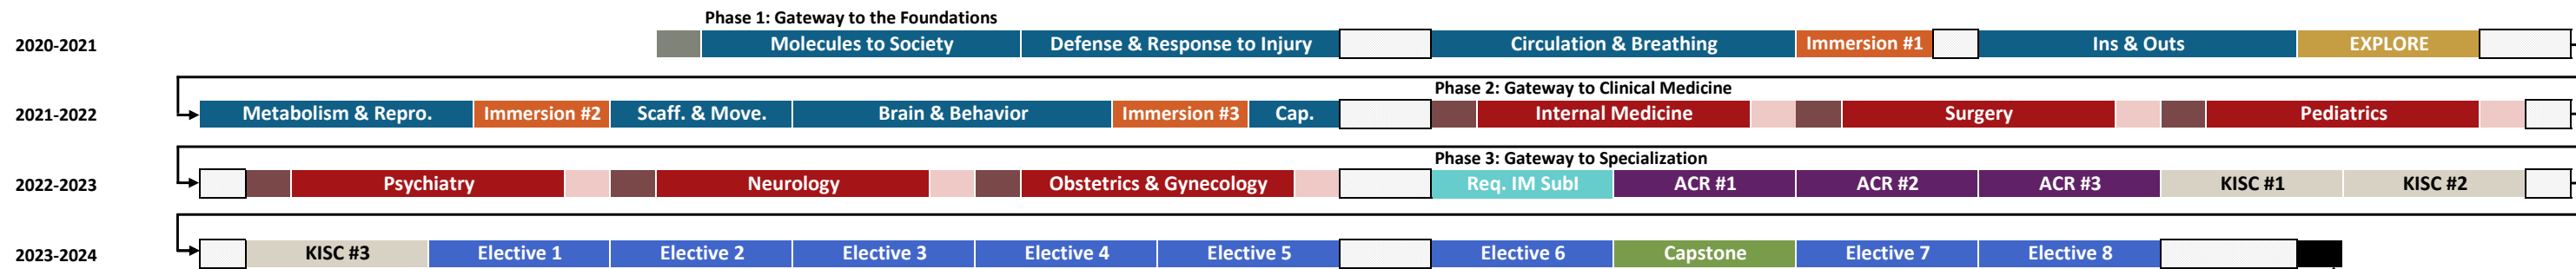 Phase 1: Gateway to the Foundations
2020-2021 Molecules to Society Defense & Response to Injury Circulation & Breathing Immersion #1 Ins & Outs EXPLORE
Phase 2: Gateway to Clinical Medicine
2021-2022 Metabolism & Repro. Immersion #2 Scaff. & Move. Brain & Behavior Immersion #3 Cap. Internal Medicine Surgery Pediatrics
Phase 3: Gateway to Specialization
2022-2023 Psychiatry Neurology Obstetrics & Gynecology Req. IM SubI ACR #1 ACR #2 ACR #3 KISC #1 KISC #2
2023-2024 KISC #3 Elective 1 Elective 2 Elective 3 Elective 4 Elective 5 Elective 6 Capstone Elective 7 Elective 8